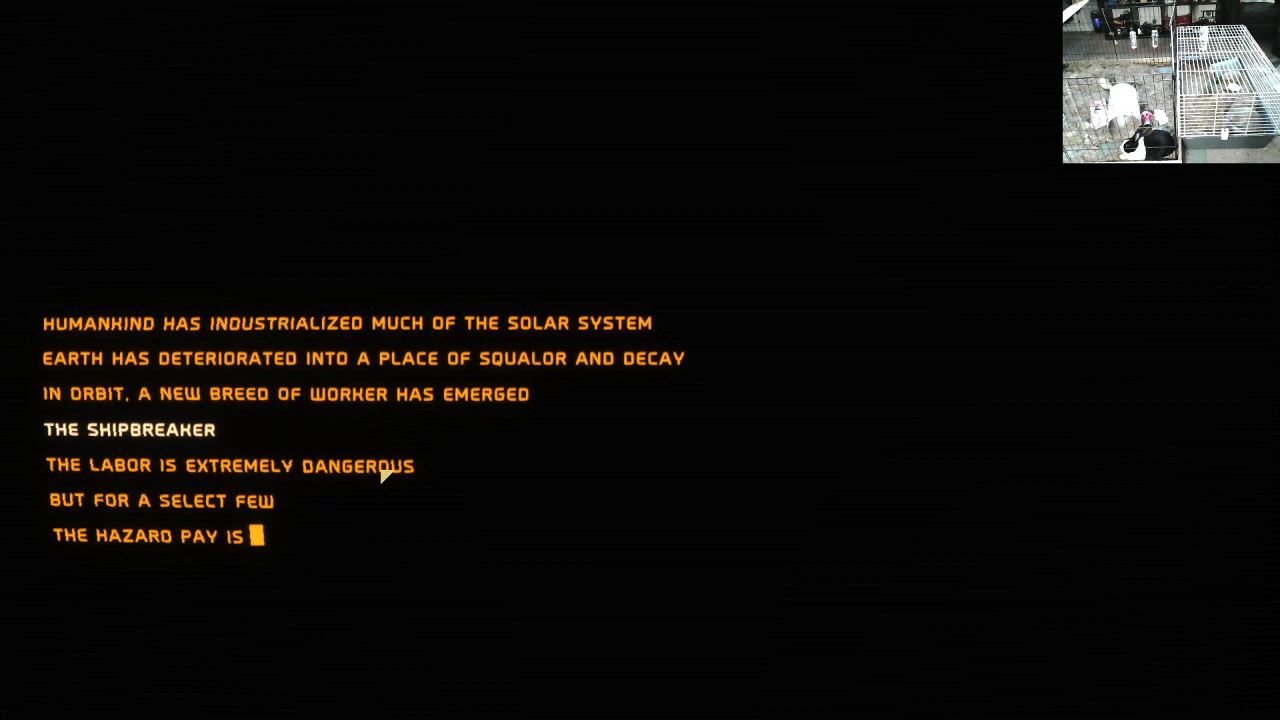 HUMANKIND HAS INDUSTRIALIZED MUCH OF THE SOLAR SYSTEM
EARTH HAS DETERIORATED INTO A PLACE OF SQUALOR AND DECAY
IN ORBIT, A NEW BREED OF WORKER HAS EMERGED
THE SHIPBREAKER
THE LABOR IS EXTREMELY DANGEROUS
BUT FOR A SELECT FEW
THE HAZARD PAY IS